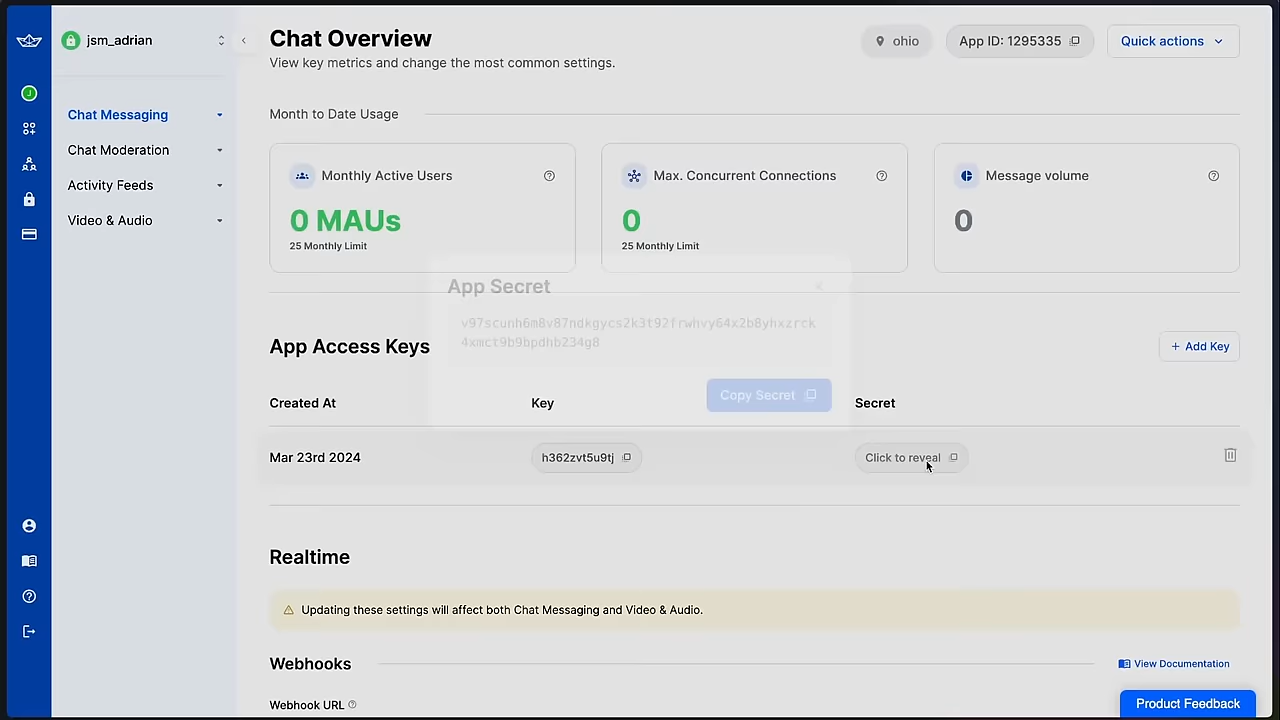 jsm_adrian
Chat Overview
View key metrics and change the most common settings.
ohio
App ID: 1295335
Quick actions
Chat Messaging
Chat Moderation
Activity Feeds
Video & Audio
Month to Date Usage
Monthly Active Users
0 MAUs
25 Monthly Limit
Max. Concurrent Connections
0
25 Monthly Limit
Message volume
0
App Secret
App Access Keys
+ Add Key
Copy Secret
Created At
Key
Secret
Mar 23rd 2024
h362zvt5u9tj
Click to reveal
Realtime
Updating these settings will affect both Chat Messaging and Video & Audio.
Webhooks
View Documentation
Webhook URL
Product Feedback